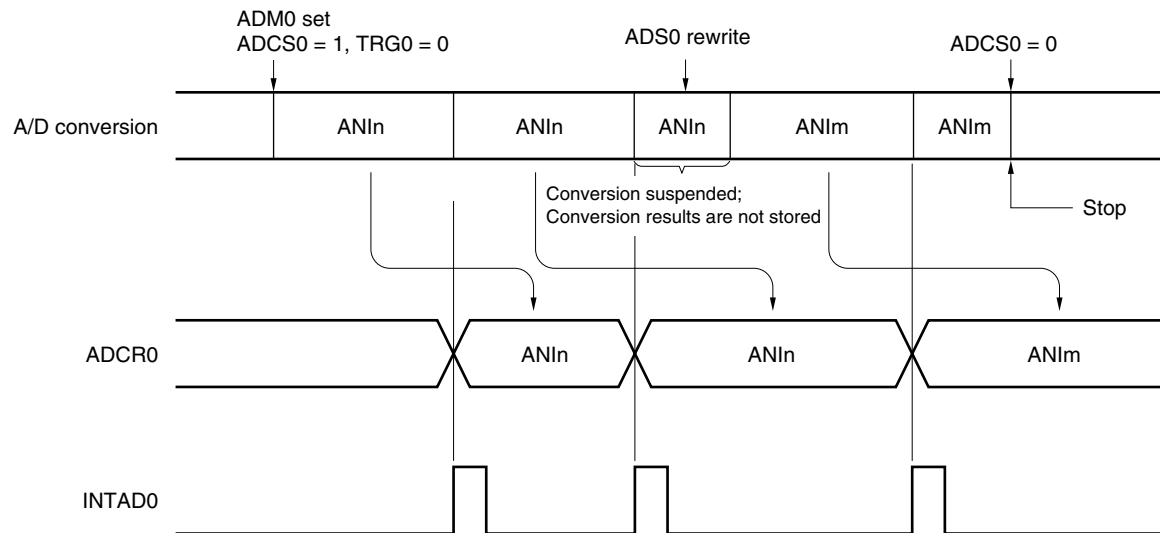 ADM0 set
ADCS0 = 1, TRG0 = 0
ADS0 rewrite
ADCS0 = 0
A/D conversion
ANIn
ANIn
ANIn
ANIm
ANIm
Conversion suspended;
Conversion results are not stored
Stop
ADCR0
ANIn
ANIn
ANIm
INTAD0